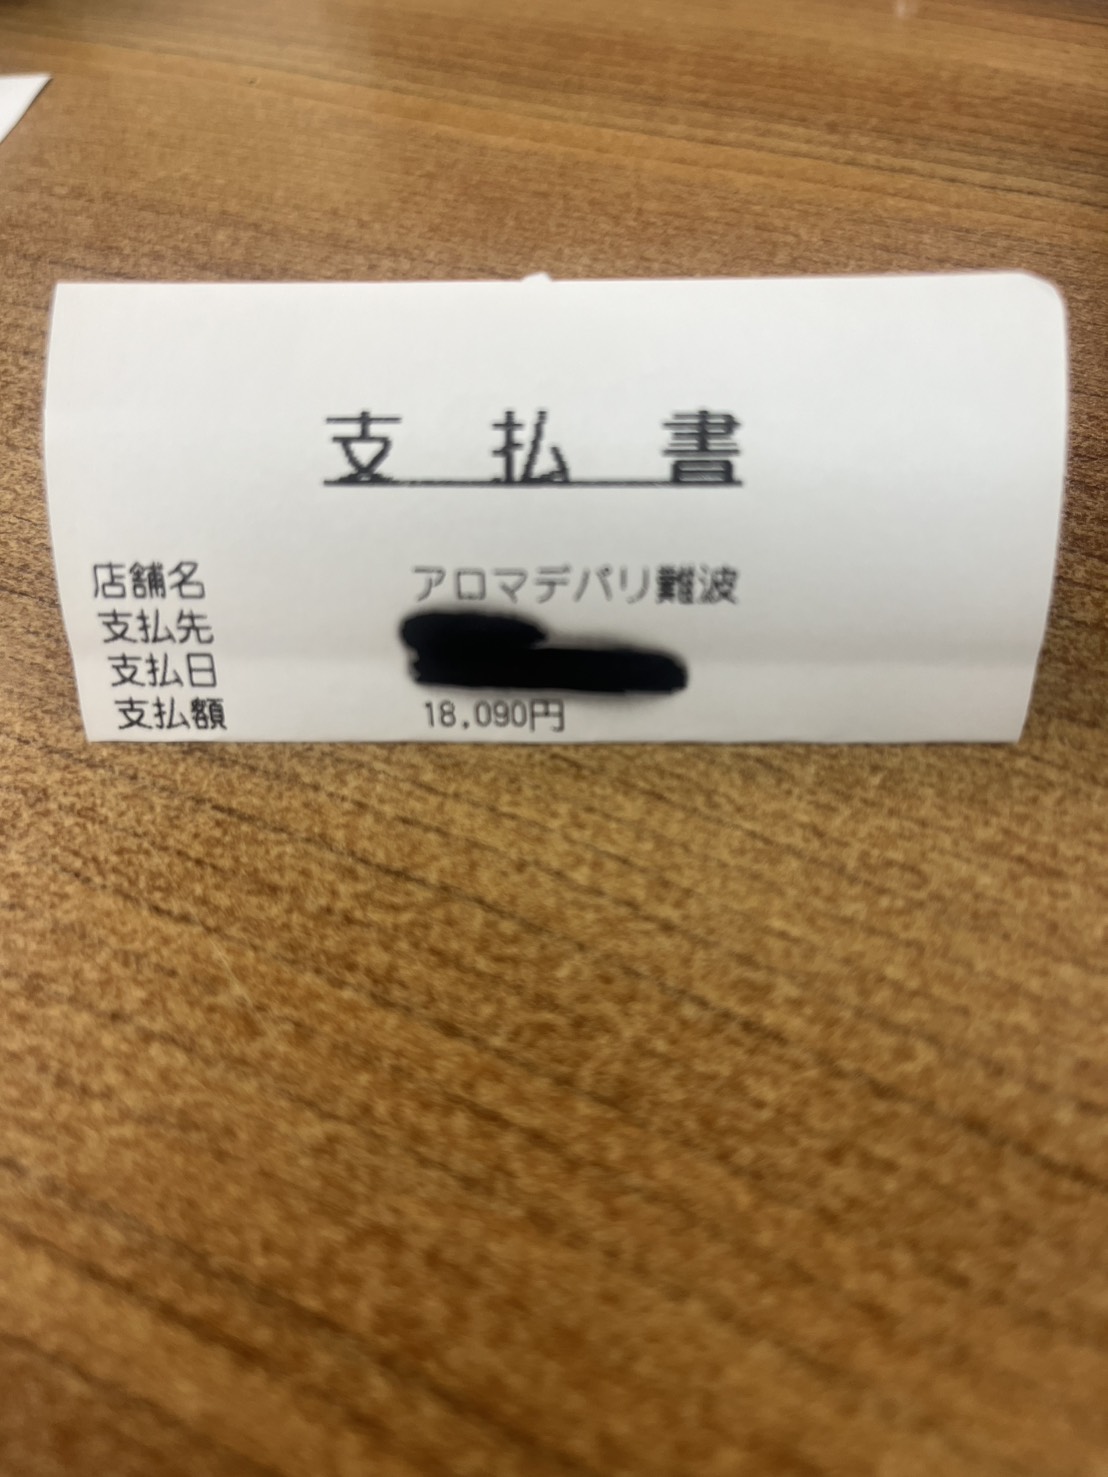 支払書
店舗名 アロマデパリ難波
支払先
支払日
支払額 18,090円